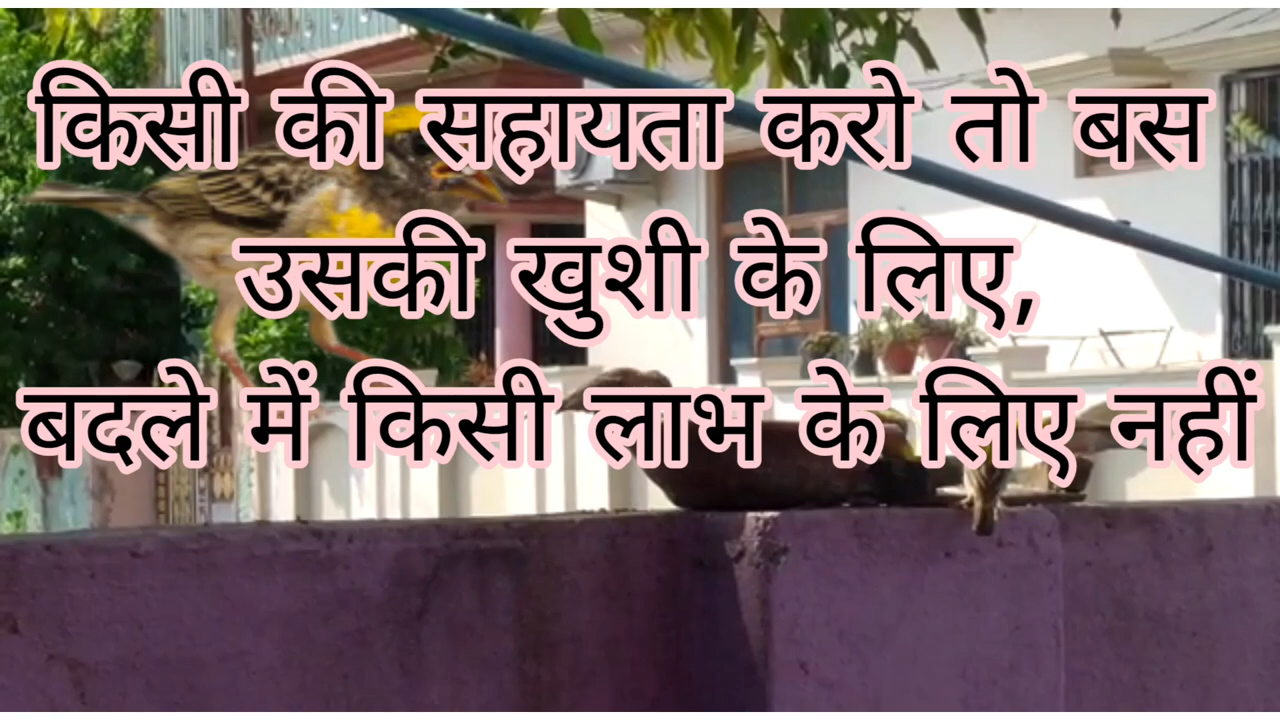 किसी की सहायता करो तो बस
उसकी खुशी के लिए,
बदले में किसी लाभ के लिए नहीं